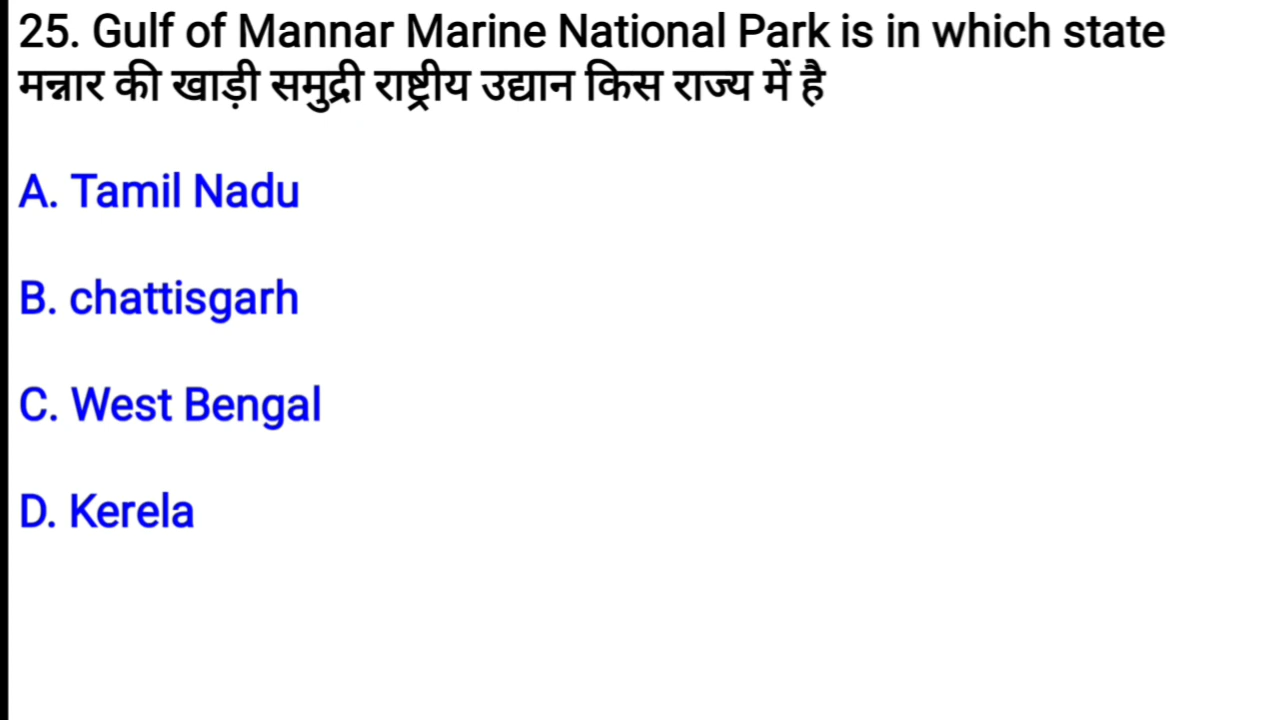 25. Gulf of Mannar Marine National Park is in which state
मन्नार की खाड़ी समुद्री राष्ट्रीय उद्यान किस राज्य में है
A. Tamil Nadu
B. chattisgarh
C. West Bengal
D. Kerela